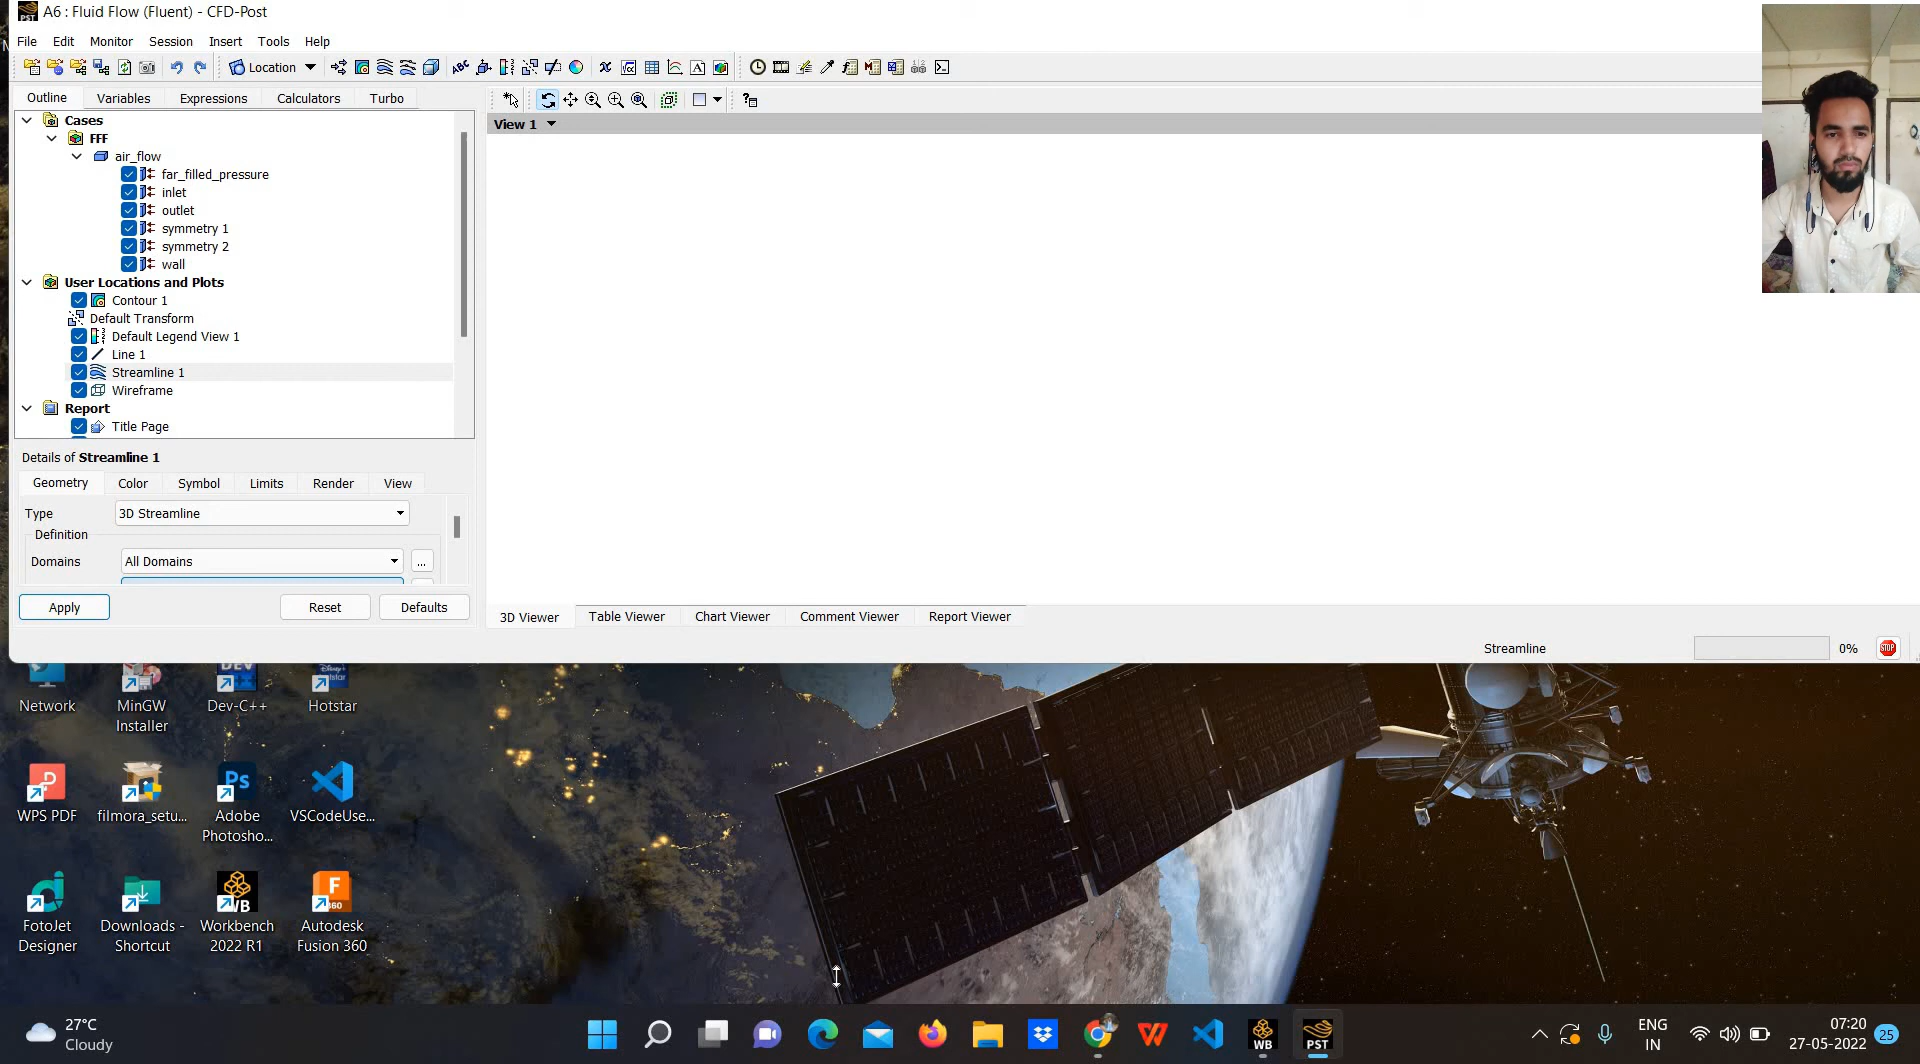 A6 : Fluid Flow (Fluent) - CFD-Post
File Edit Monitor Session Insert Tools Help
Location
Outline Variables Expressions Calculators Turbo
View 1
Cases
FFF
air_flow
far_filled_pressure
inlet
outlet
symmetry 1
symmetry 2
wall
User Locations and Plots
Contour 1
Default Transform
Default Legend View 1
Line 1
Streamline 1
Wireframe
Report
Title Page
Details of Streamline 1
Geometry Color Symbol Limits Render View
Type 3D Streamline
Definition
Domains All Domains ...
Apply Reset Defaults
3D Viewer Table Viewer Chart Viewer Comment Viewer Report Viewer
Streamline 0% STOP
Network MinGW Installer Dev-C++ Hotstar
WPS PDF filmora_setu... Adobe Photosho... VSCodeUse...
FotoJet Designer Downloads - Shortcut Workbench 2022 R1 Autodesk Fusion 360
27°C
Cloudy
WB PST
ENG
IN
07:20
27-05-2022
25